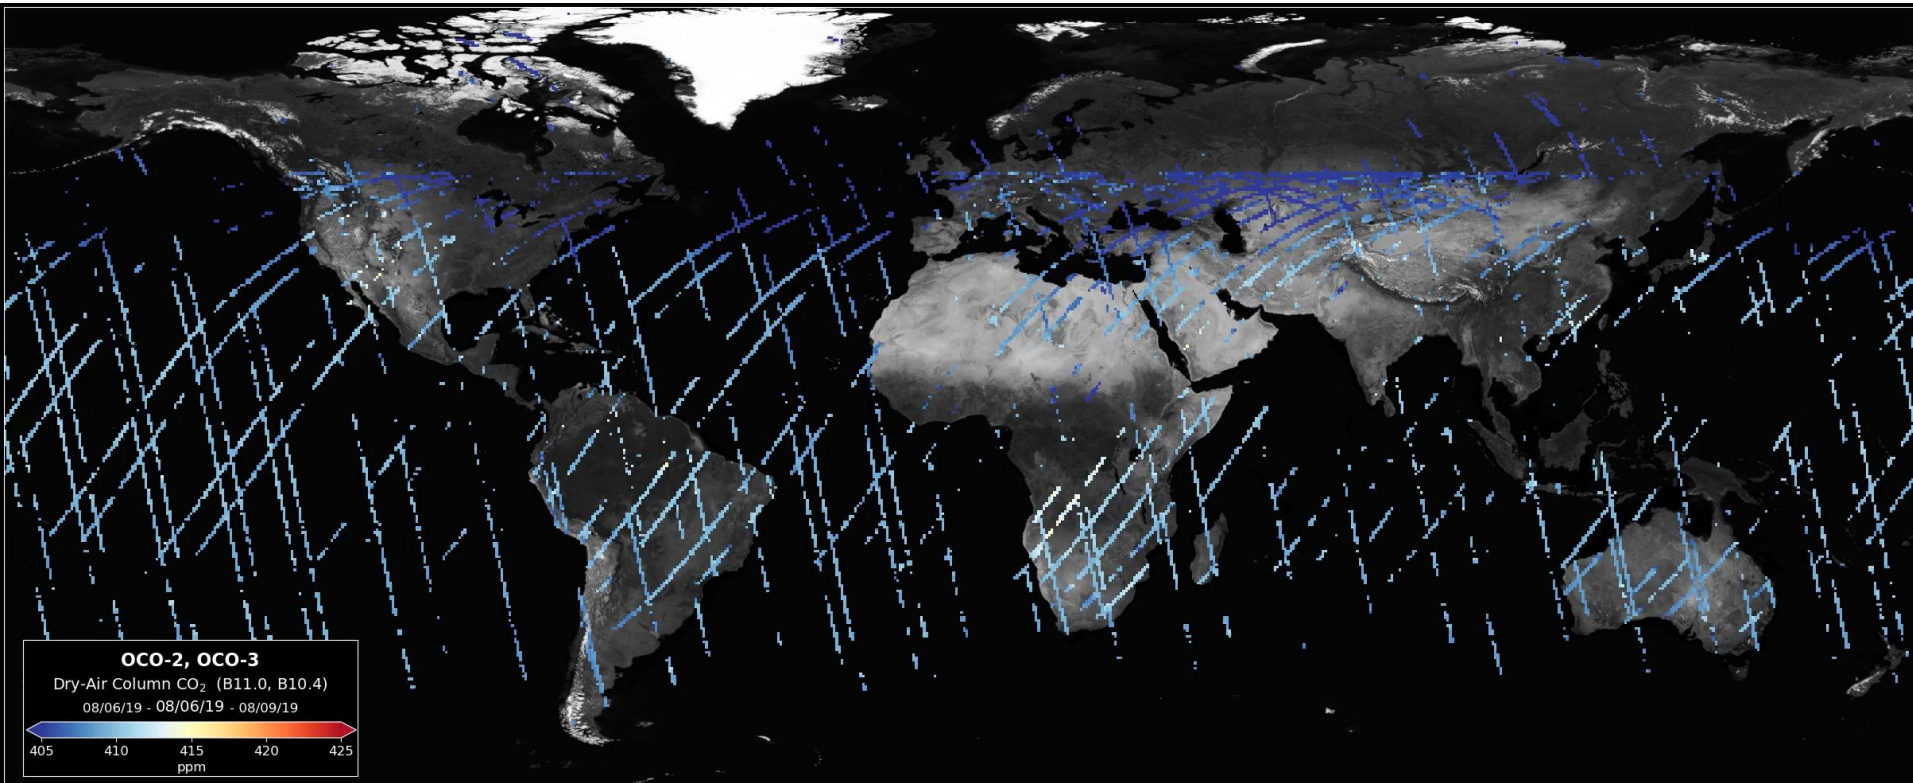 OCO-2, OCO-3
Dry-Air Column CO₂ (B11.0, B10.4)
08/06/19 - 08/06/19 - 08/09/19
405 410 415 420 425
ppm